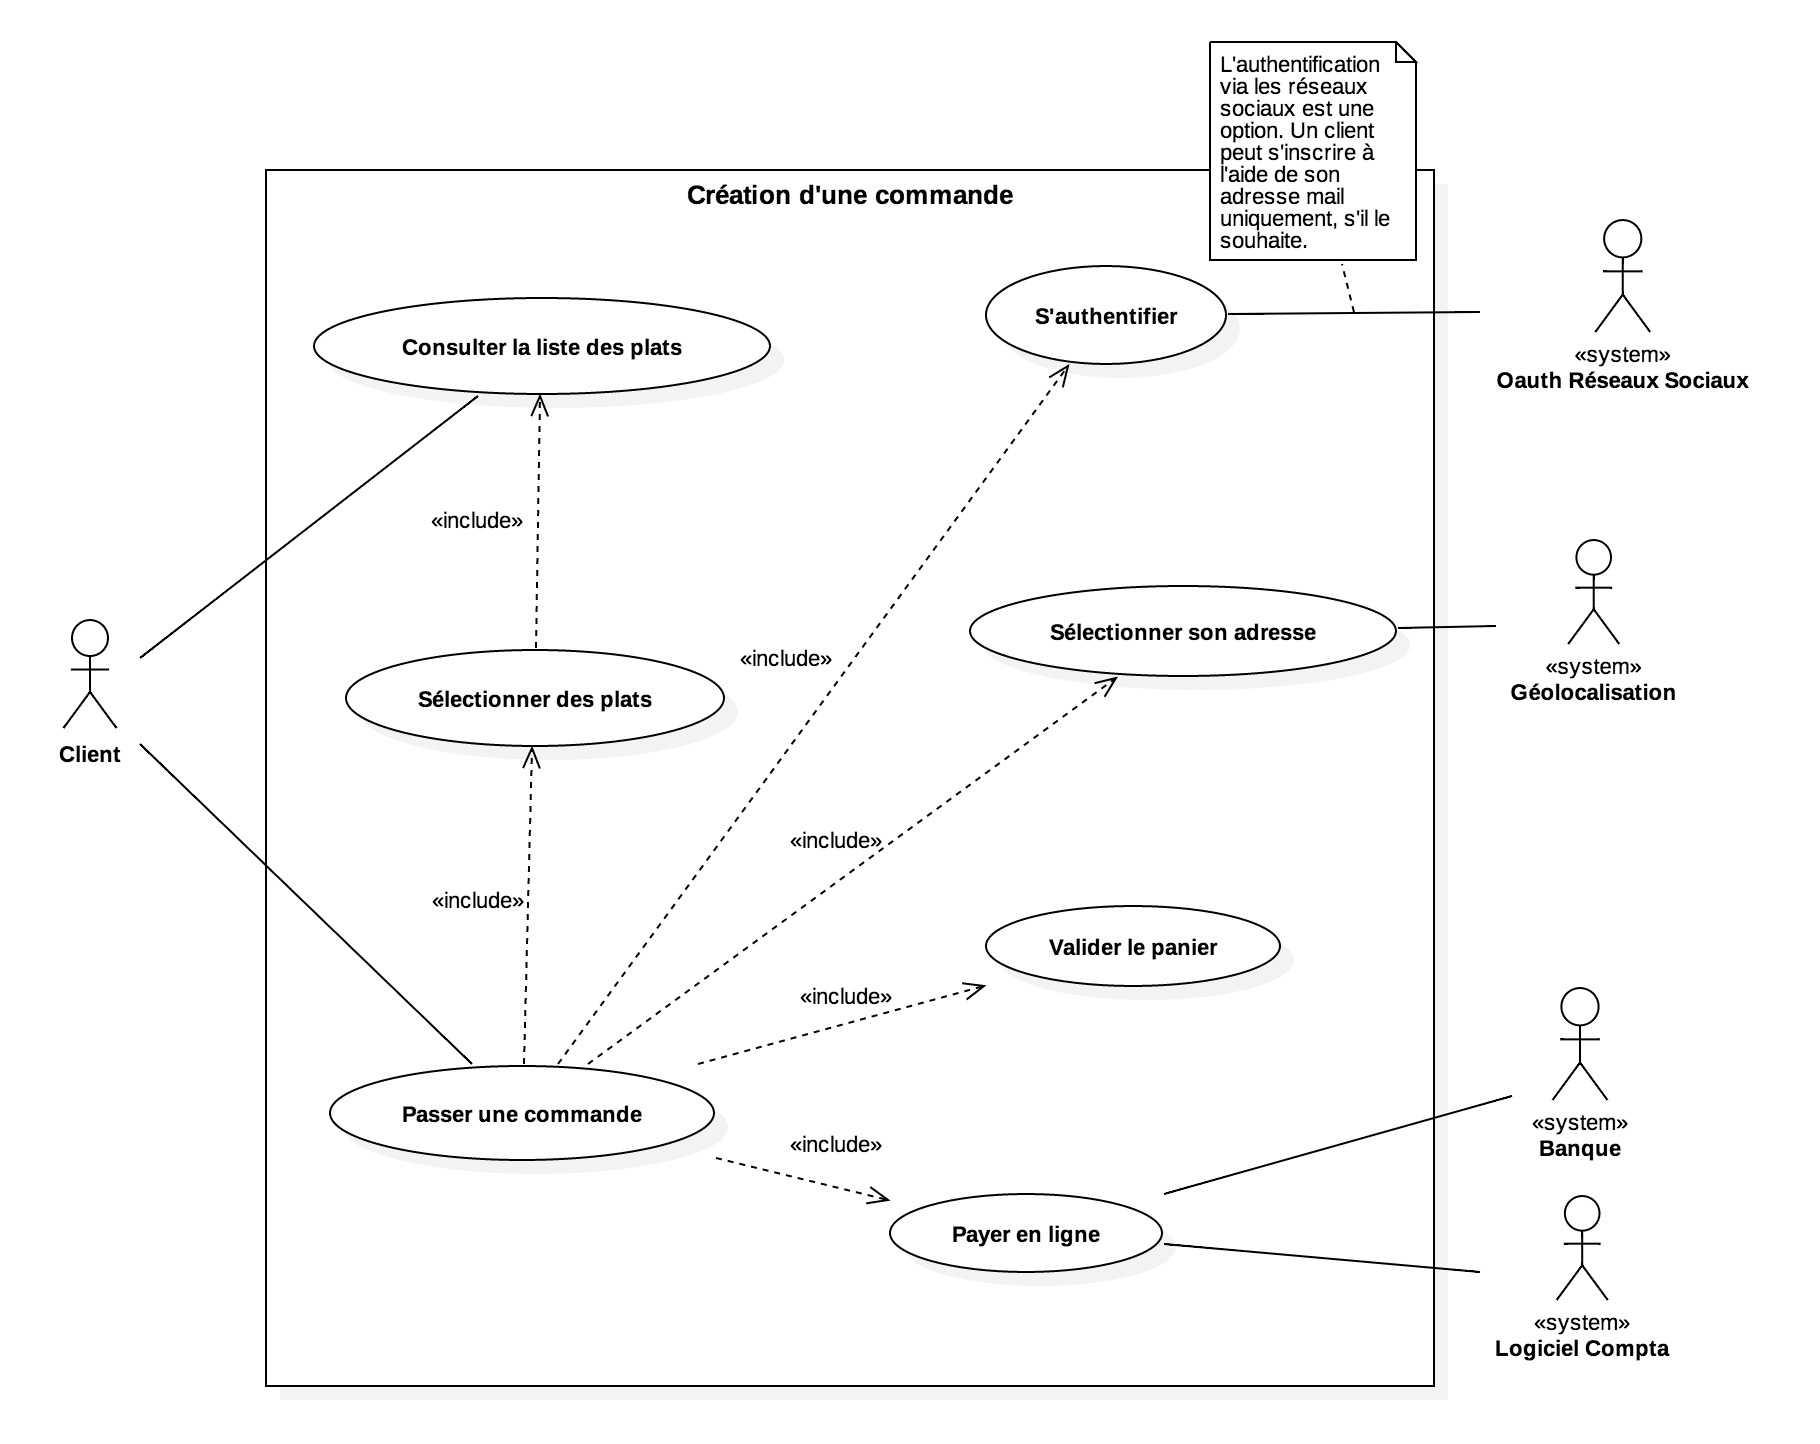 L'authentification
via les réseaux
sociaux est une
option. Un client
peut s'inscrire à
l'aide de son
adresse mail
uniquement, s'il le
souhaite.
Création d'une commande
S'authentifier
Consulter la liste des plats
«system»
Oauth Réseaux Sociaux
«include»
Sélectionner son adresse
«include»
«system»
Géolocalisation
Sélectionner des plats
Client
«include»
«include»
Valider le panier
«include»
Passer une commande
«system»
Banque
«include»
Payer en ligne
«system»
Logiciel Compta